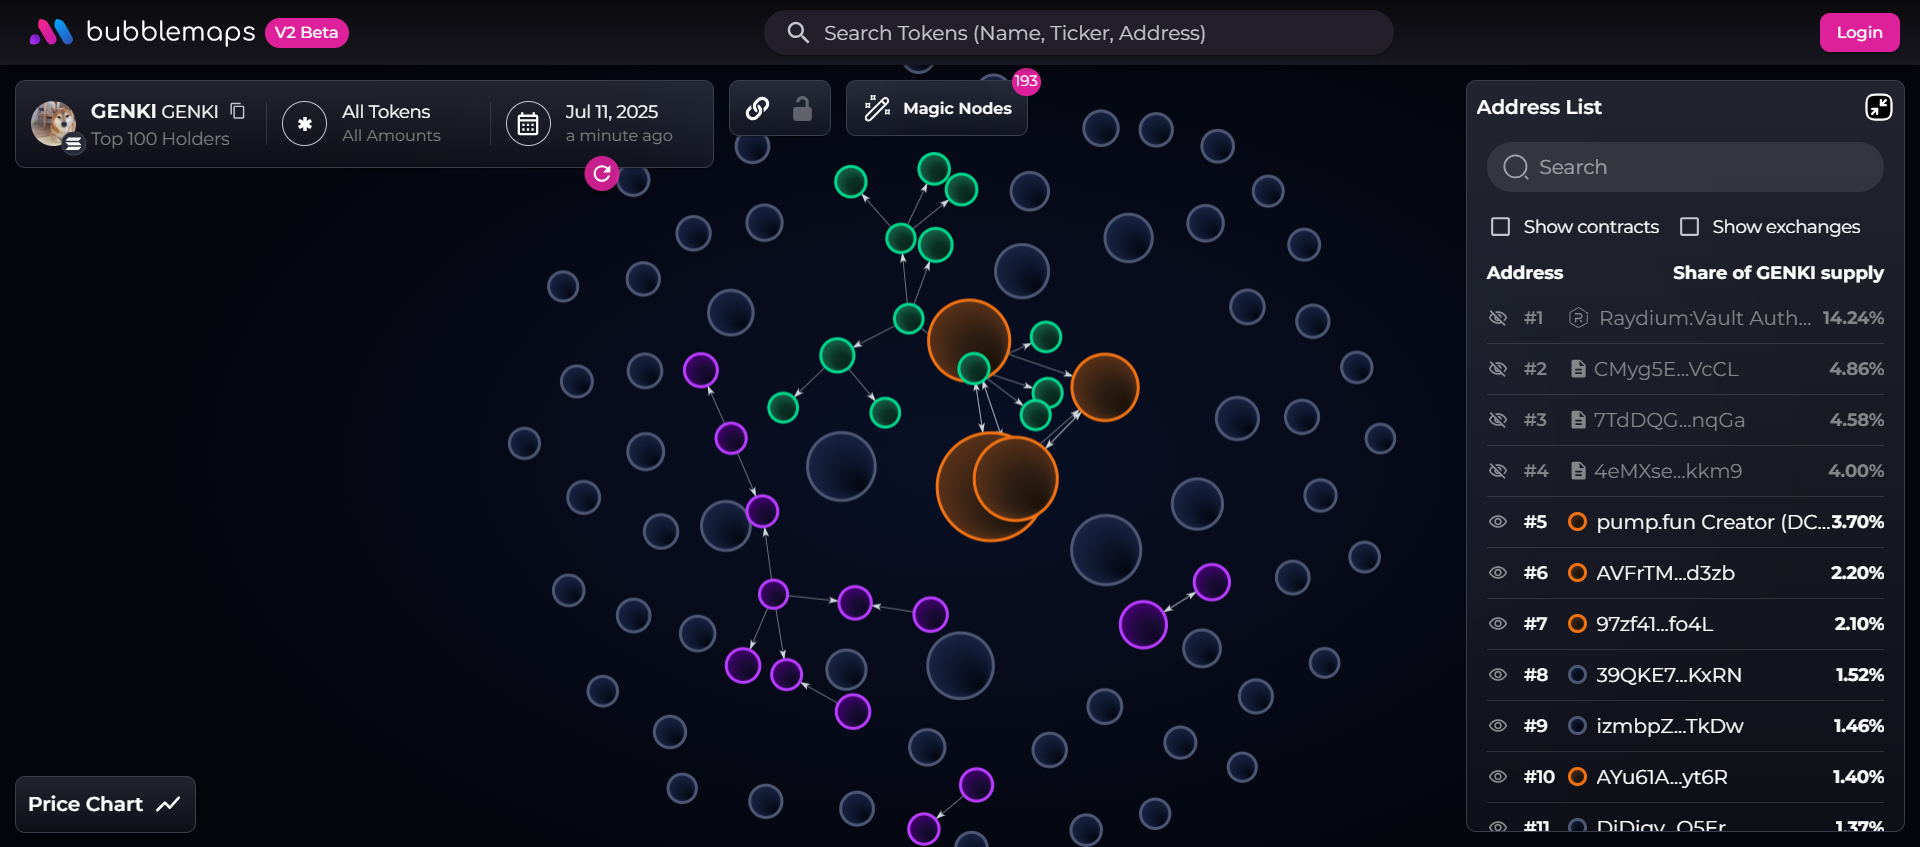 bubblemaps V2 Beta
Search Tokens (Name, Ticker, Address)
Login
GENKI GENKI
Top 100 Holders
All Tokens
All Amounts
Jul 11, 2025
a minute ago
Magic Nodes
193
Address List
Search
Show contracts Show exchanges
Address Share of GENKI supply
#1 Raydium:Vault Auth... 14.24%
#2 CMyg5E...VcCL 4.86%
#3 7TdDQG...nqGa 4.58%
#4 4eMXse...kkm9 4.00%
#5 pump.fun Creator (DC... 3.70%
#6 AVFrTM...d3zb 2.20%
#7 97zf41...fo4L 2.10%
#8 39QKE7...KxRN 1.52%
#9 izmbpZ...TkDw 1.46%
#10 AYu61A...yt6R 1.40%
#11 1.37%
Price Chart